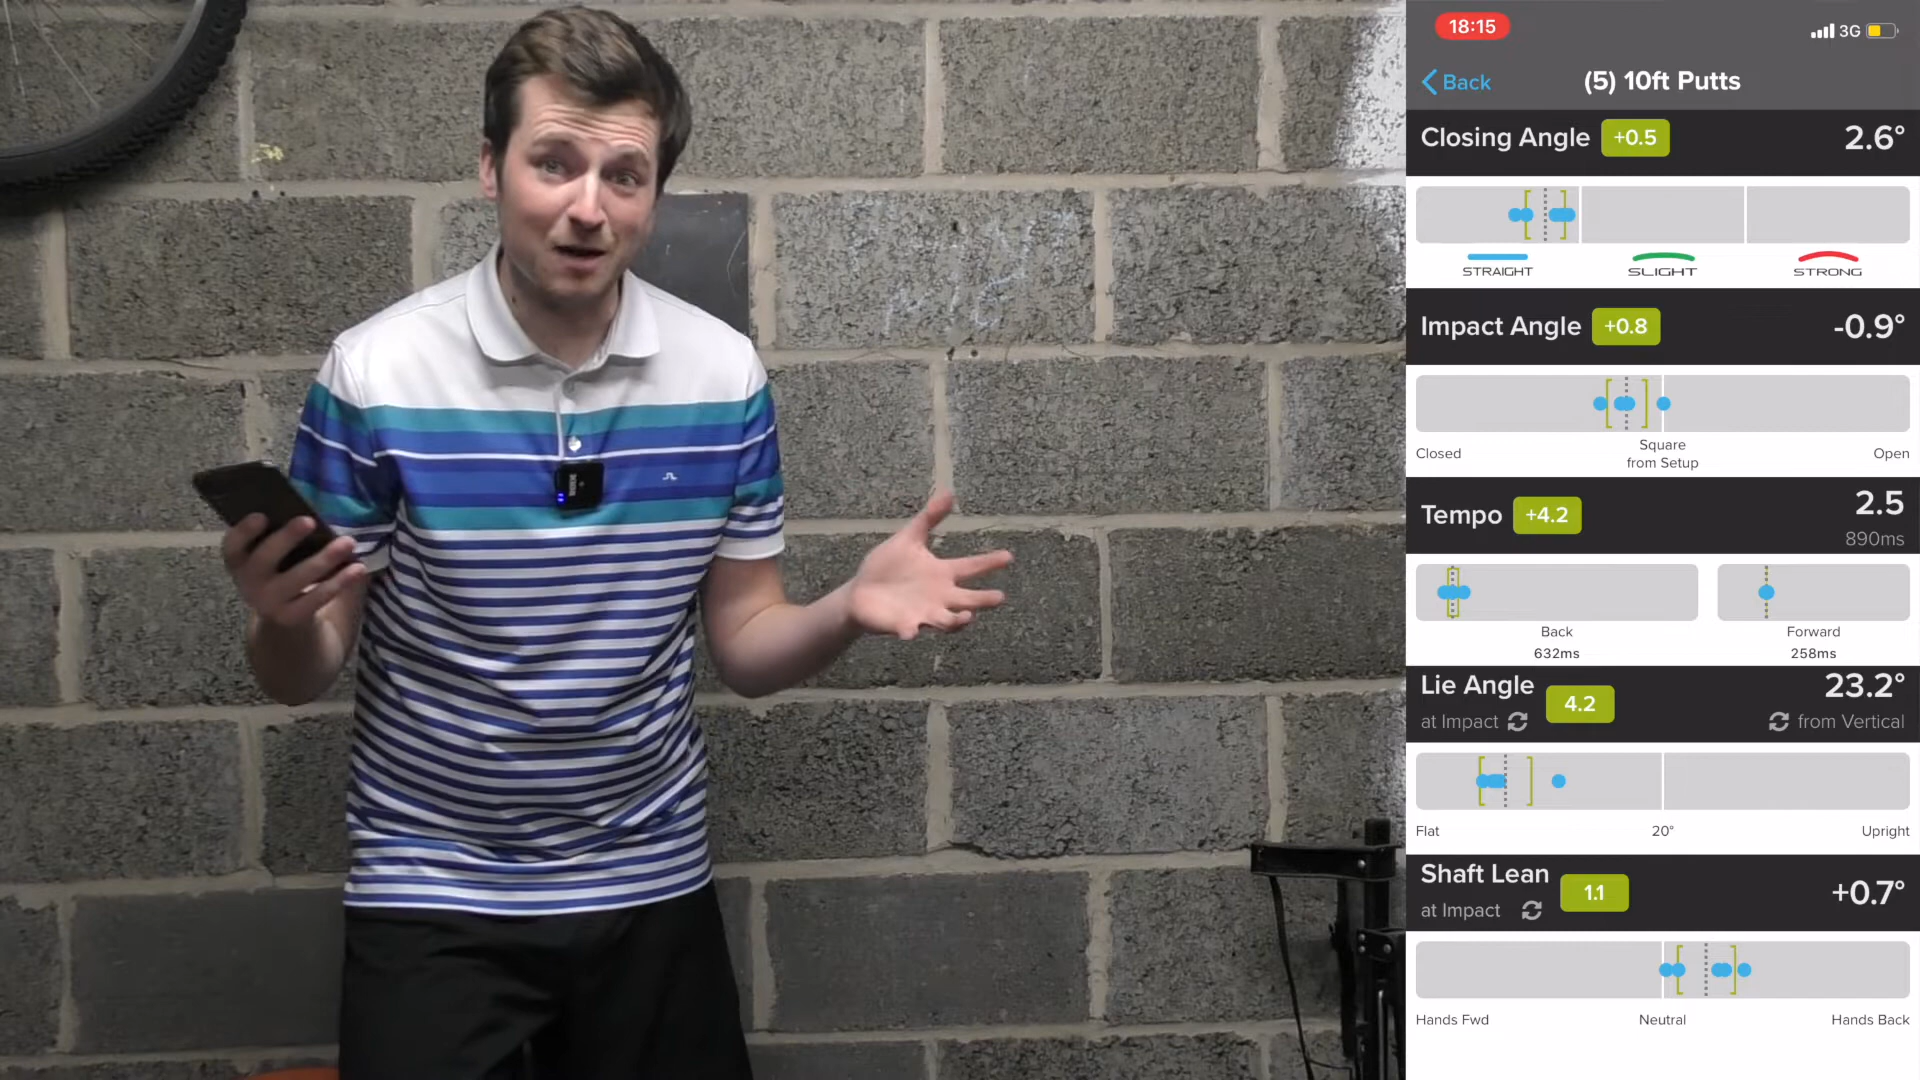 18:15
3G
Back
(5) 10ft Putts
Closing Angle +0.5 2.6°
STRAIGHT SLIGHT STRONG
Impact Angle +0.8 -0.9°
Closed Square from Setup Open
Tempo +4.2 2.5
890ms
Back Forward
632ms 258ms
Lie Angle 4.2 23.2°
at Impact from Vertical
Flat 20° Upright
Shaft Lean 1.1 +0.7°
at Impact
Hands Fwd Neutral Hands Back